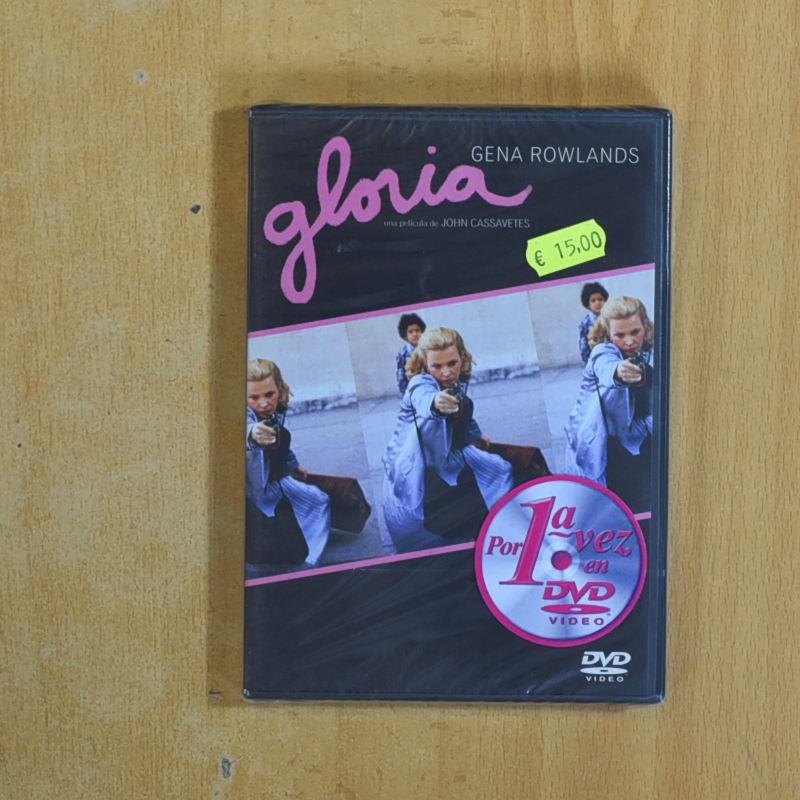 GENA ROWLANDS
gloria
una película de JOHN CASSAVETES
€ 15,00
Por 1ª vez
en
DVD
VIDEO
DVD
VIDEO